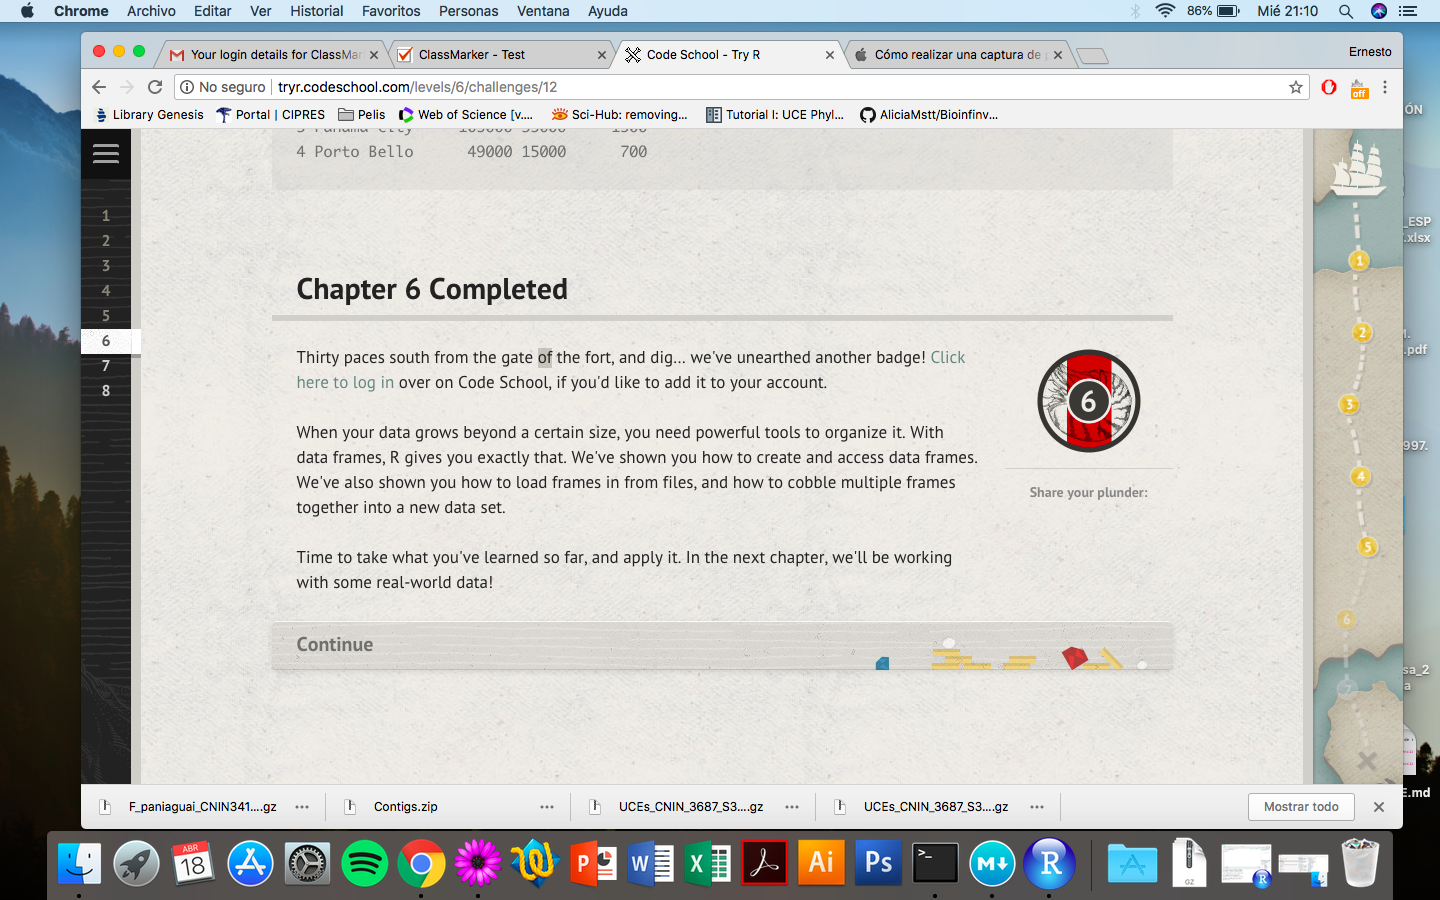 Chrome Archivo Editar Ver Historial Favoritos Personas Ventana Ayuda 86% Mié 21:10
Your login details for ClassMar
ClassMarker - Test
Code School - Try R
Cómo realizar una captura de p
Ernesto
No seguro tryr.codeschool.com/levels/6/challenges/12
off
Library Genesis Portal | CIPRES Pelis Web of Science [v.... Sci-Hub: removing... Tutorial I: UCE Phyl... AliciaMstt/Bioinfinv...
4 Porto Bello 49000 15000 700
1
2
3
4
5
6
7
8
Chapter 6 Completed
Thirty paces south from the gate of the fort, and dig... we've unearthed another badge! Click
here to log in over on Code School, if you'd like to add it to your account.
When your data grows beyond a certain size, you need powerful tools to organize it. With
data frames, R gives you exactly that. We've shown you how to create and access data frames.
We've also shown you how to load frames in from files, and how to cobble multiple frames
together into a new data set.
Time to take what you've learned so far, and apply it. In the next chapter, we'll be working
with some real-world data!
6
Share your plunder:
Continue
1
2
3
4
5
6
7
ÓN
_ESP
.xlsx
.pdf
997.
sa_2
a
E.md
F_paniaguai_CNIN341....gz Contigs.zip UCEs_CNIN_3687_S3....gz UCEs_CNIN_3687_S3....gz Mostrar todo
ABR
18
P W X Ai Ps >_ M R
GZ